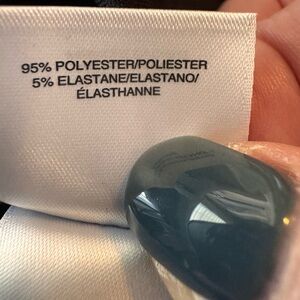 95% POLYESTER/POLIESTER
5% ELASTANE/ELASTANO/
ÉLASTHANNE